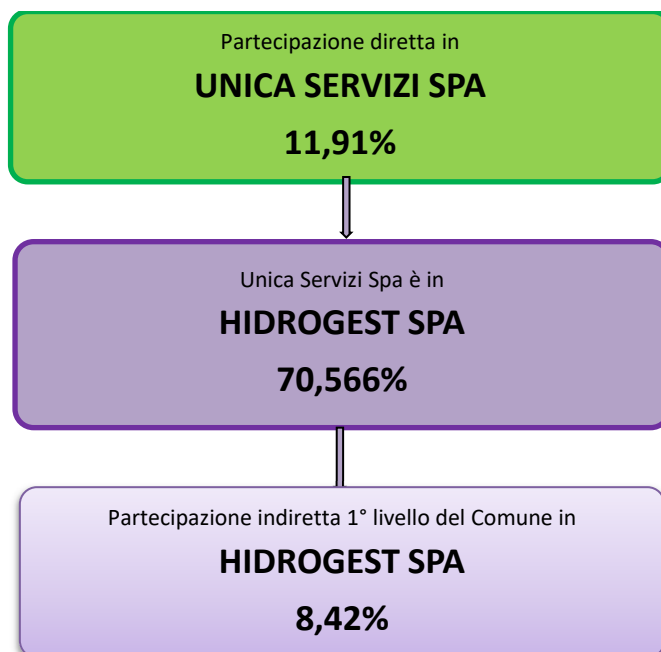 Partecipazione diretta in
UNICA SERVIZI SPA
11,91%
Unica Servizi Spa è in
HIDROGEST SPA
70,566%
Partecipazione indiretta 1° livello del Comune in
HIDROGEST SPA
8,42%